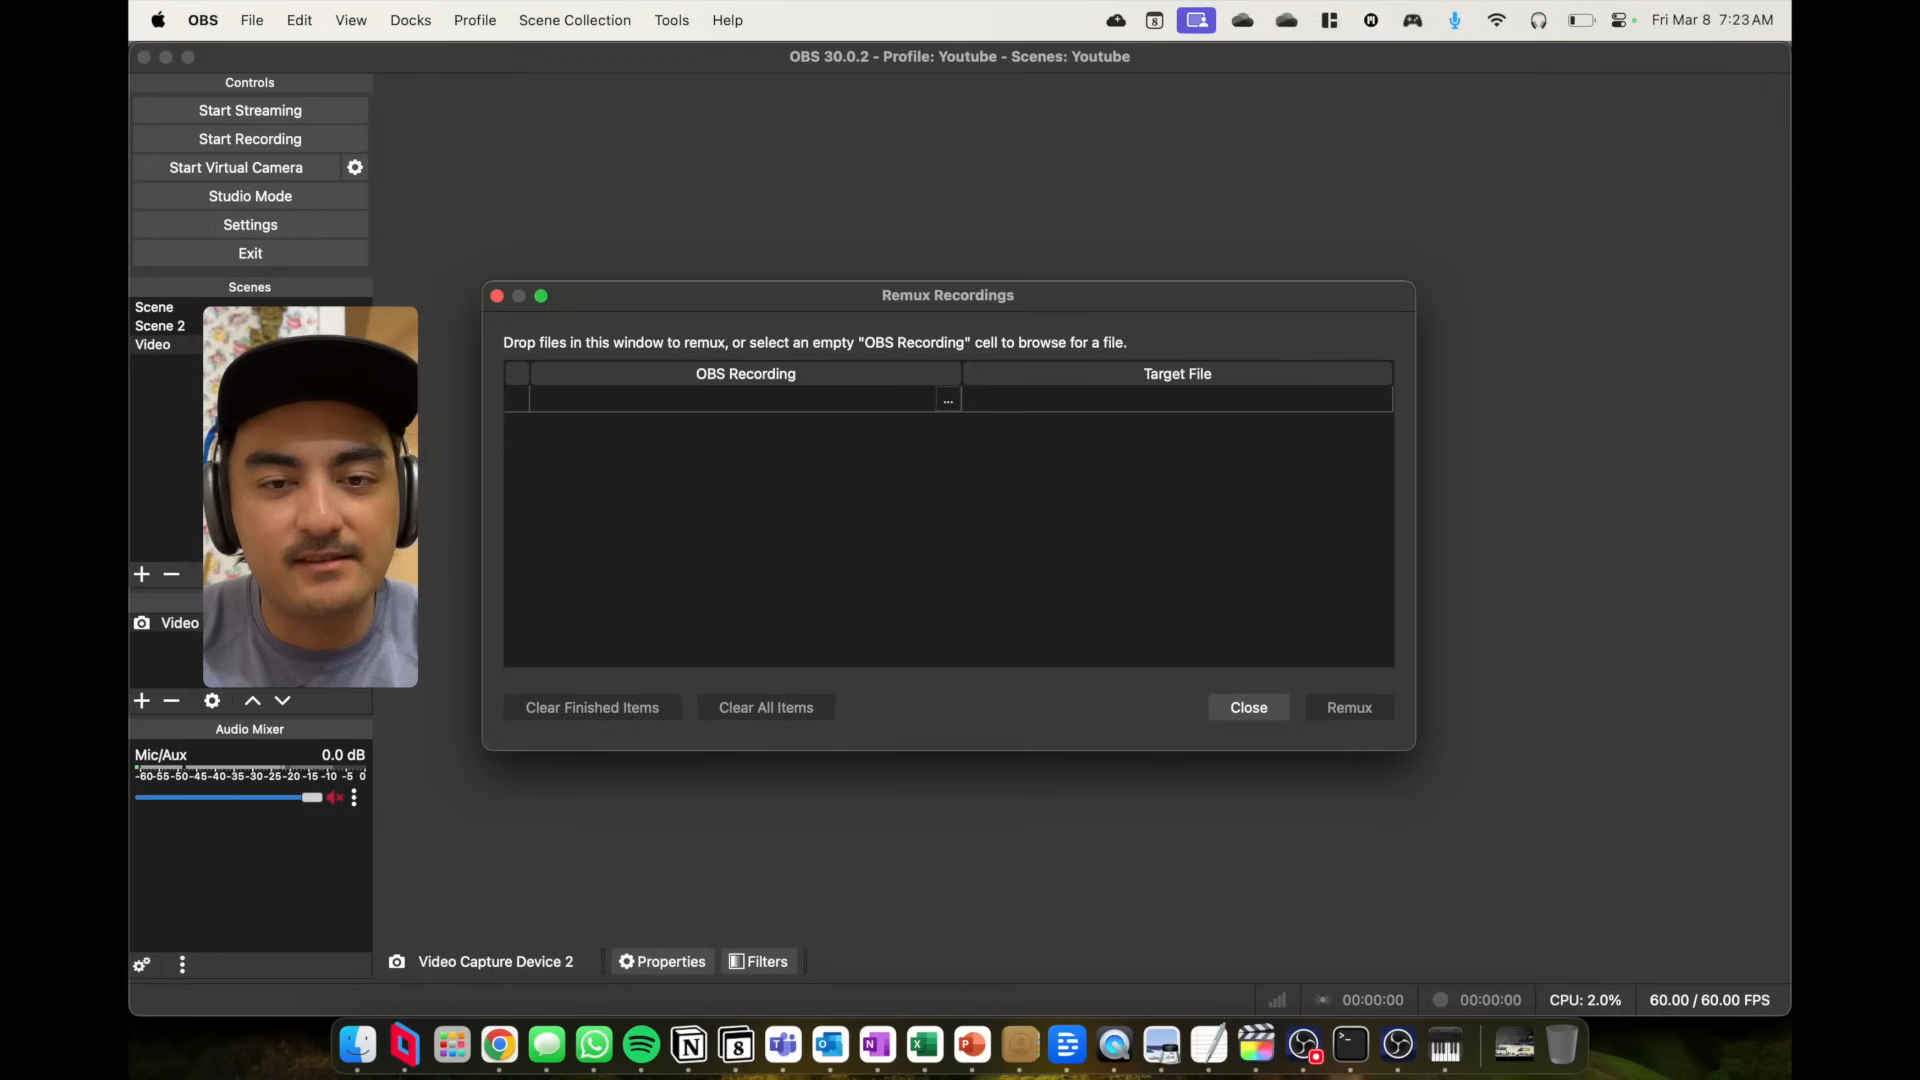 OBS File Edit View Docks Profile Scene Collection Tools Help
8
Fri Mar 8 7:23 AM
OBS 30.0.2 - Profile: Youtube - Scenes: Youtube
Controls
Start Streaming
Start Recording
Start Virtual Camera
Studio Mode
Settings
Exit
Scenes
Scene
Scene 2
Video
Remux Recordings
Drop files in this window to remux, or select an empty "OBS Recording" cell to browse for a file.
OBS Recording Target File
...
Clear Finished Items Clear All Items Close Remux
Video
Audio Mixer
Mic/Aux 0.0 dB
-60-55-50-45-40-35-30-25-20-15 -10 -5 0
Video Capture Device 2 Properties Filters
00:00:00 00:00:00 CPU: 2.0% 60.00 / 60.00 FPS
8